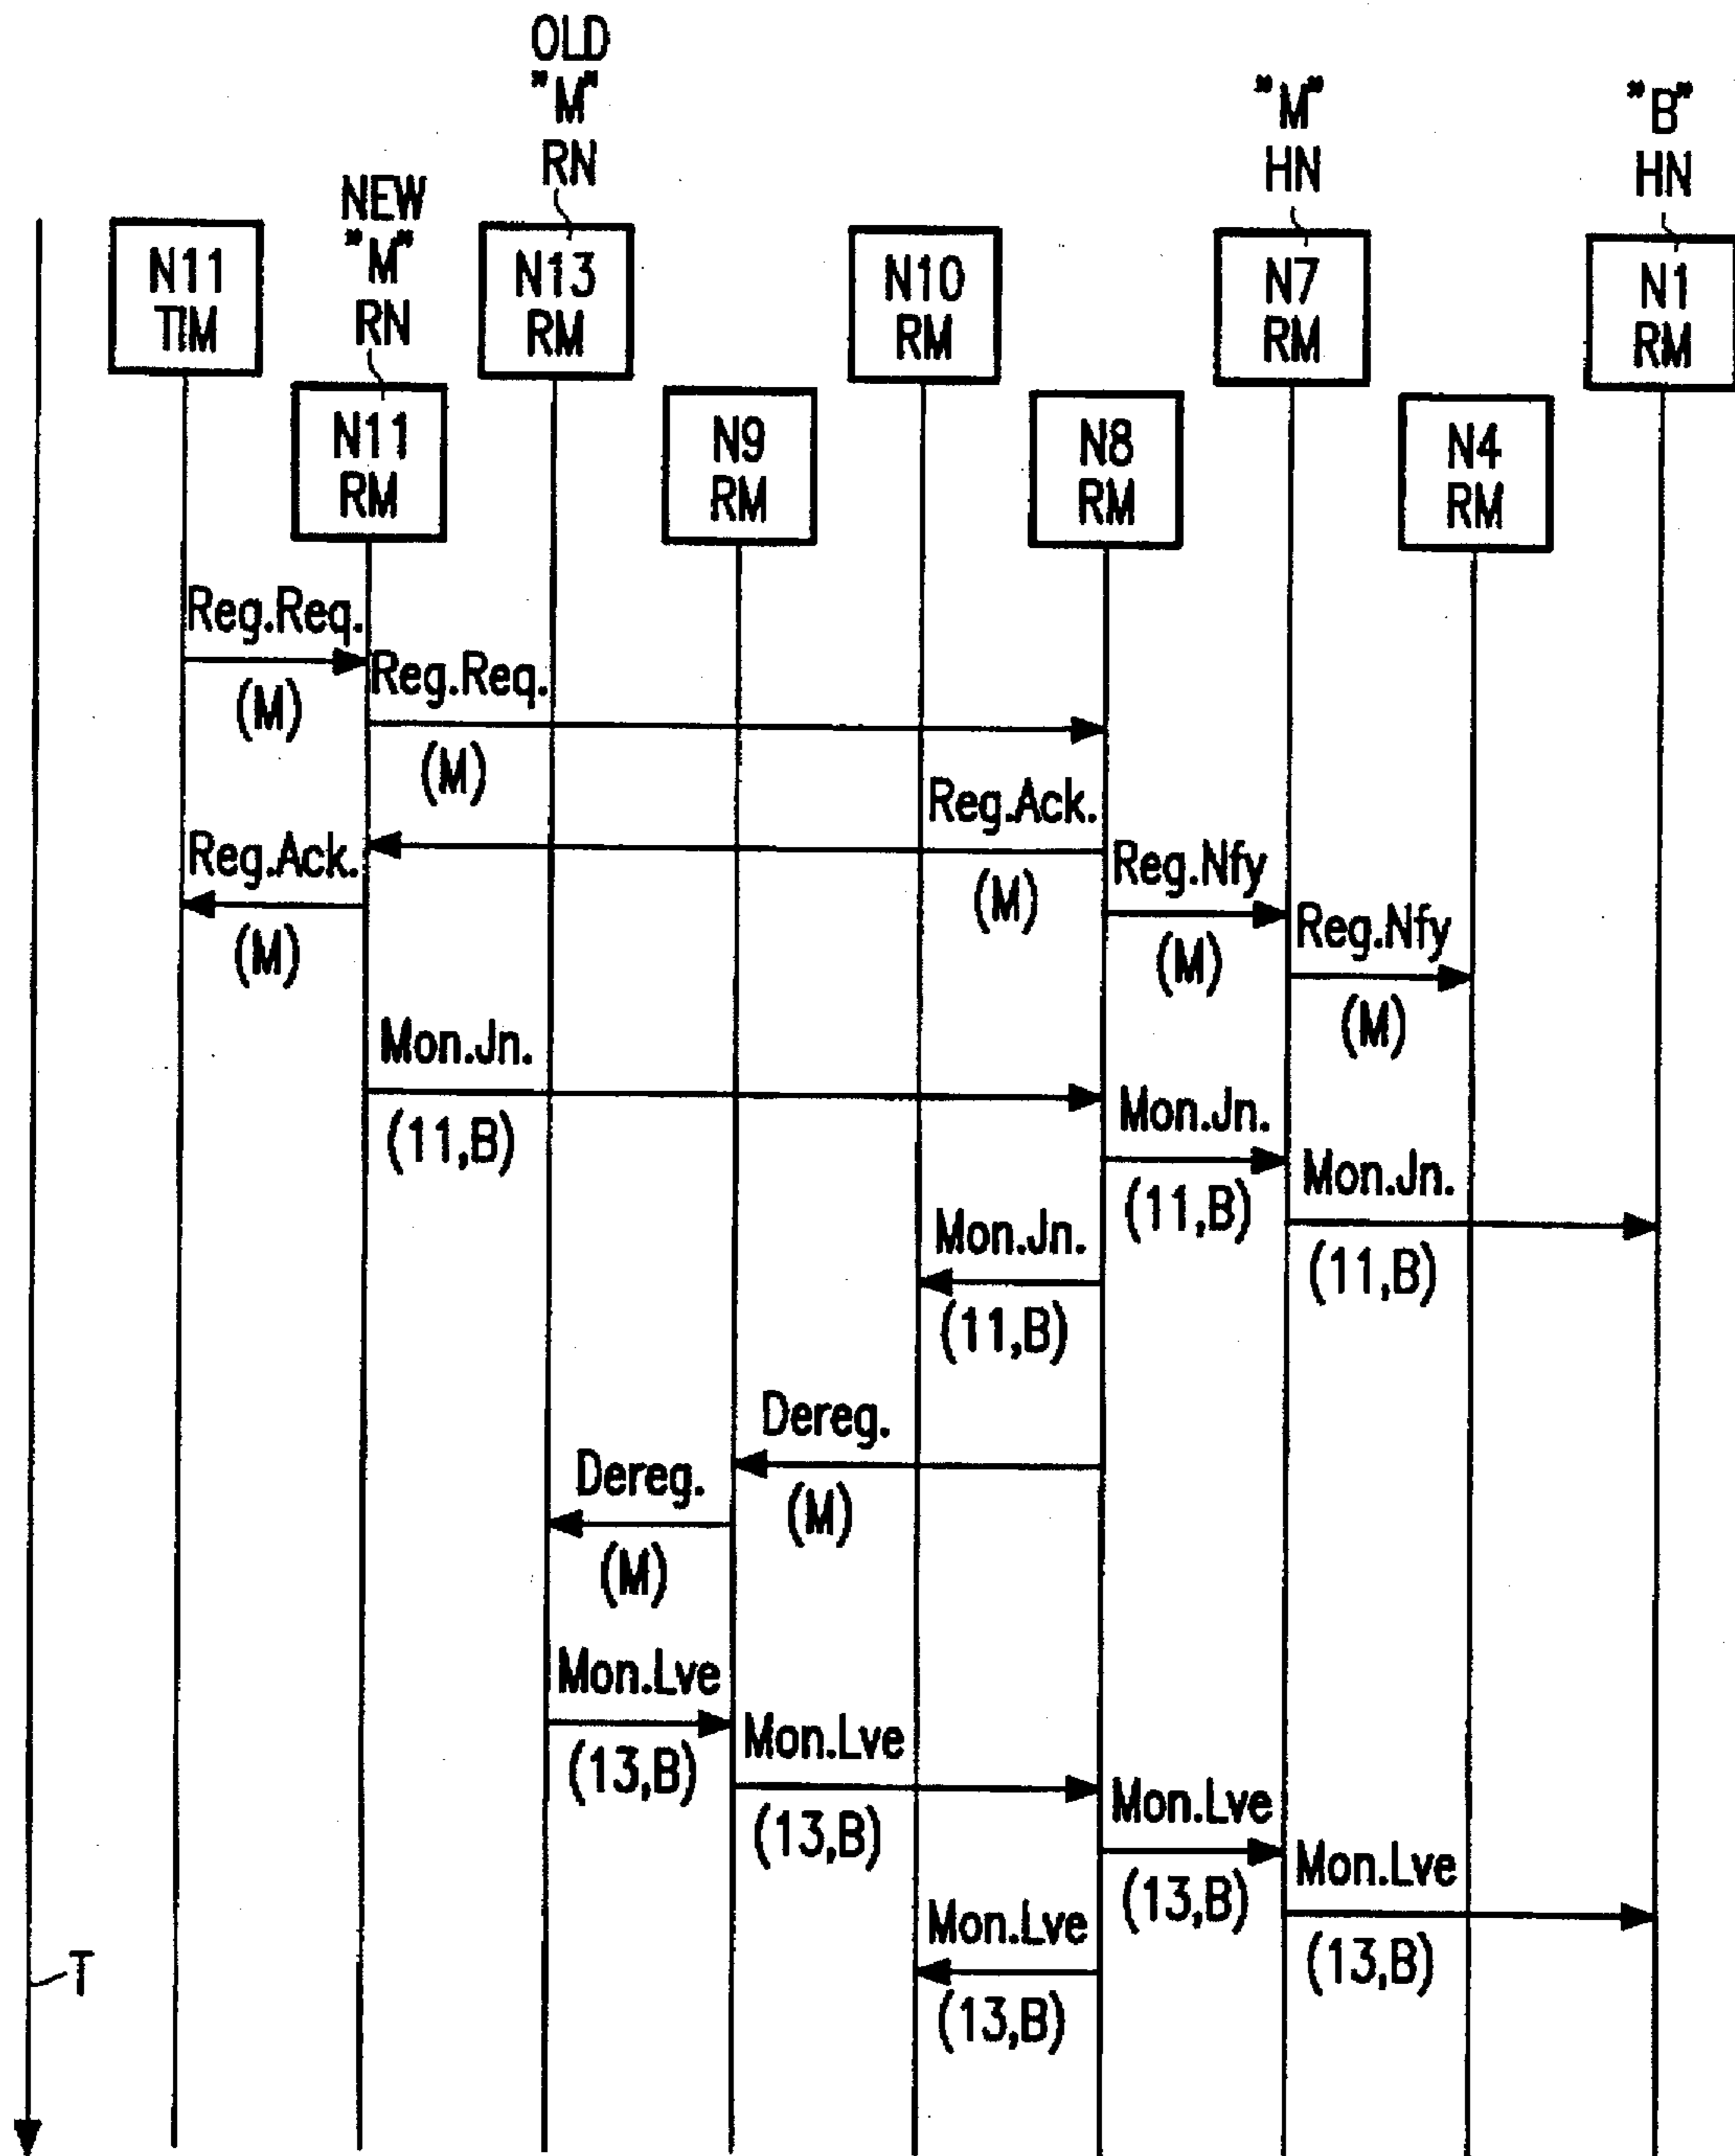 OLD
"M"
RN
"M"
HN
"B"
HN
NEW
"M"
RN
N11
TIM
N13
RM
N10
RM
N7
RM
N1
RM
N11
RM
N9
RM
N8
RM
N4
RM
Reg.Req.
(M)
Reg.Req.
(M)
Reg.Ack.
(M)
Reg.Ack.
(M)
Reg.Nfy
(M)
Reg.Nfy
(M)
Mon.Jn.
(11,B)
Mon.Jn.
(11,B)
Mon.Jn.
(11,B)
Mon.Jn.
(11,B)
Dereg.
(M)
Dereg.
(M)
Mon.Lve
(13,B)
Mon.Lve
(13,B)
Mon.Lve
(13,B)
Mon.Lve
(13,B)
Mon.Lve
(13,B)
T